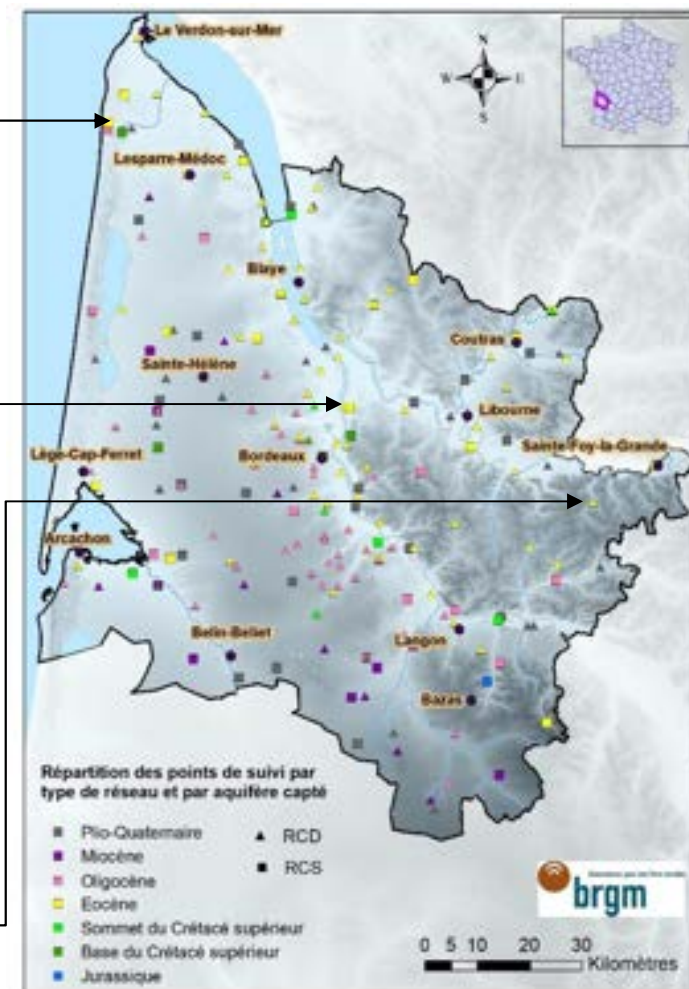 Le Verdon-sur-Mer
N
W E
S
Lesparre-Médoc
Blaye
Coutras
Sainte-Hélène
Libourne
Sainte-Foy-la-Grande
Lège-Cap-Ferret
Bordeaux
Arcachon
Belin-Beliet
Langon
Bazas
Répartition des points de suivi par
type de réseau et par aquifère capté
Plio-Quaternaire RCD
Miocène RCS
Oligocène
Eocène
Sommet du Crétacé supérieur
Base du Crétacé supérieur
Jurassique
brgm
0 5 10 20 30
Kilomètres